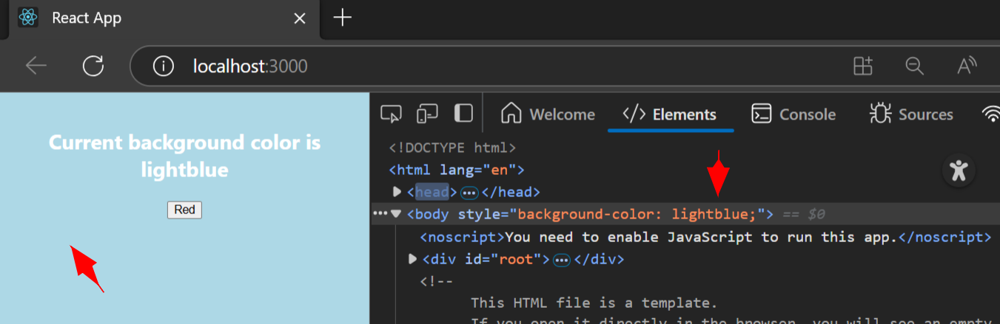 React App
localhost:3000
A
Current background color is
lightblue
Red
Welcome
</> Elements
Console
Sources
<!DOCTYPE html>
<html lang="en">
<head>…</head>
…<body style="background-color: lightblue;"> == $0
<noscript>You need to enable JavaScript to run this app.</noscript>
<div id="root">…</div>
<!--
This HTML file is a template.
If you open it directly in the browser, you will see an empty